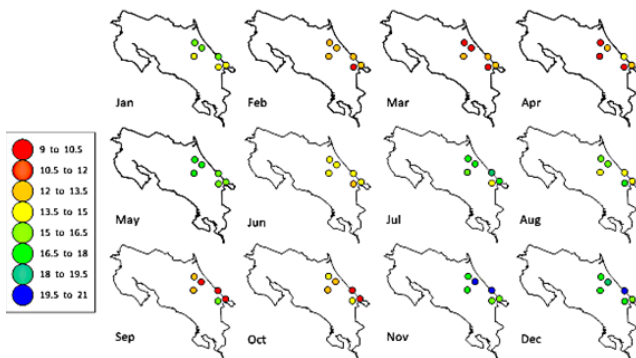 Jan
Feb
Mar
Apr
9 to 10.5
10.5 to 12
12 to 13.5
13.5 to 15
15 to 16.5
16.5 to 18
18 to 19.5
19.5 to 21
May
Jun
Jul
Aug
Sep
Oct
Nov
Dec